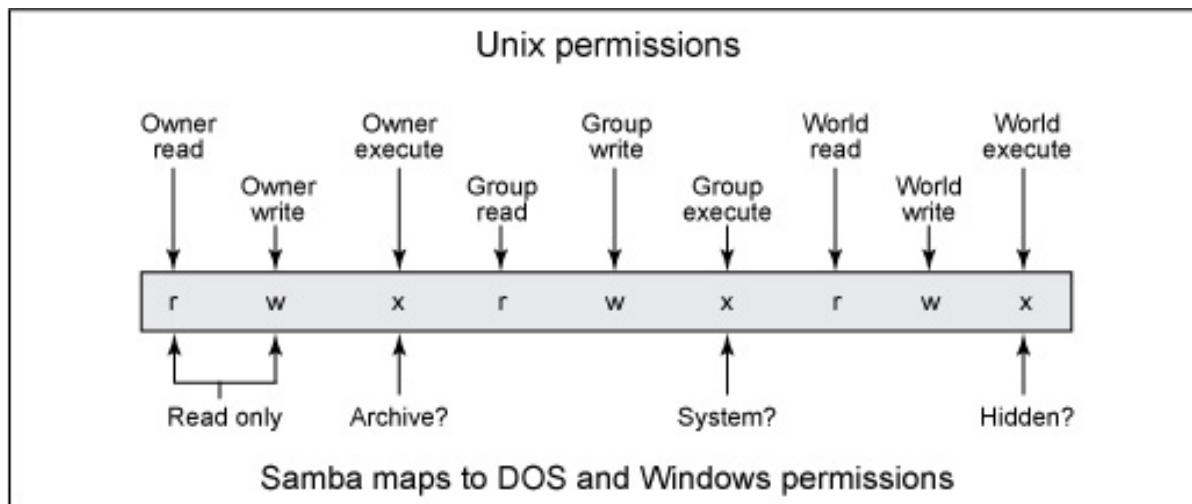 Unix permissions
Owner read
Owner write
Owner execute
Group read
Group write
Group execute
World read
World write
World execute
r w x r w x r w x
Read only
Archive?
System?
Hidden?
Samba maps to DOS and Windows permissions